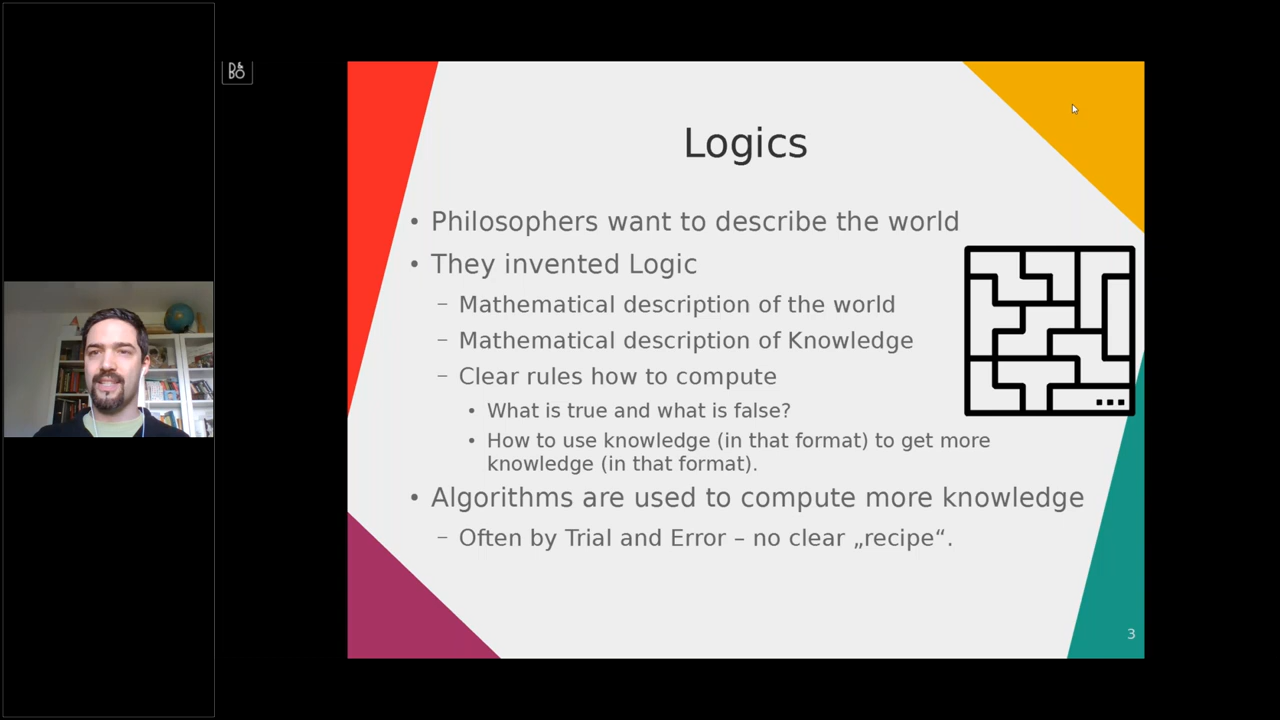 Logics
• Philosophers want to describe the world
• They invented Logic
– Mathematical description of the world
– Mathematical description of Knowledge
– Clear rules how to compute
• What is true and what is false?
• How to use knowledge (in that format) to get more
knowledge (in that format).
• Algorithms are used to compute more knowledge
– Often by Trial and Error – no clear „recipe“.
3